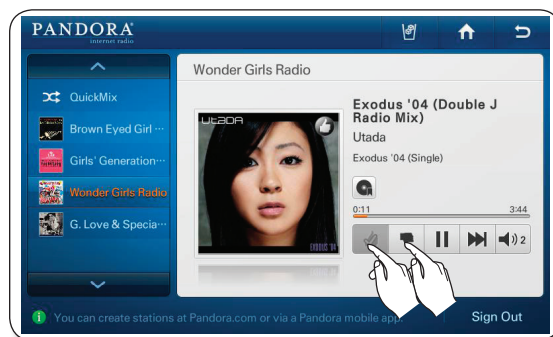 PANDORA®
internet radio
QuickMix
Brown Eyed Girl ···
Girls' Generation···
Wonder Girls Radio
G. Love & Specia···
Wonder Girls Radio
UTADA
EXODUS '04
Exodus '04 (Double J
Radio Mix)
Utada
Exodus '04 (Single)
0:11
3:44
2
You can create stations at Pandora.com or via a Pandora mobile app.
Sign Out